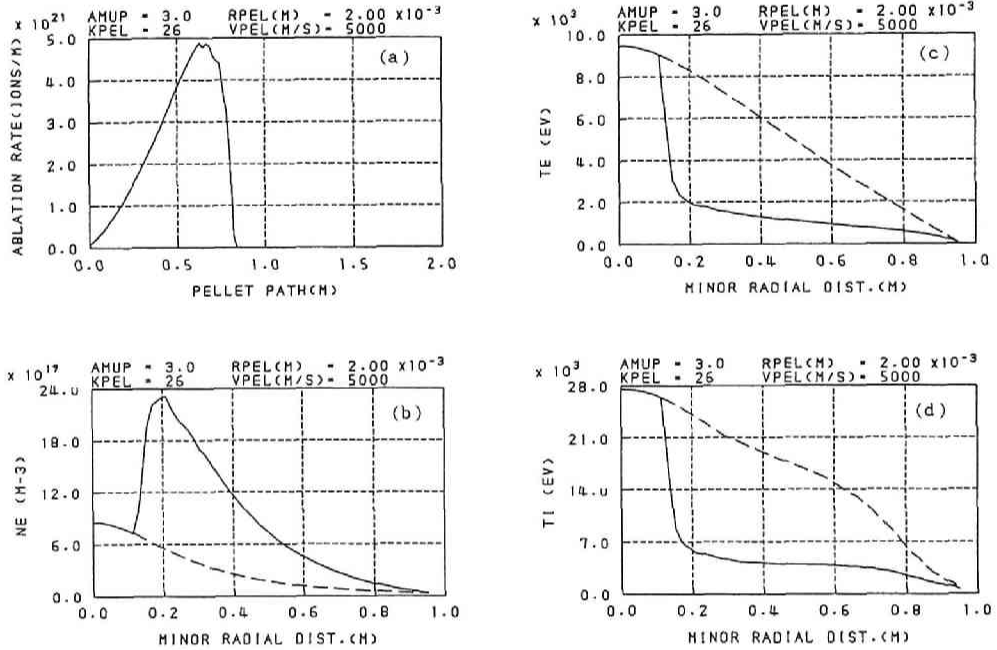 AMUP - 3.0 RPEL(M) - 2.00 x10-3
KPEL - 26 VPEL(M/S)- 5000
x 10²¹
(a)
ABLATION RATE(IONS/M)
5.0
4.0
3.0
2.0
1.0
0.0
0.0 0.5 1.0 1.5 2.0
PELLET PATH(M)
x 10³
AMUP - 3.0 RPEL(M) - 2.00 x10-3
KPEL - 26 VPEL(M/S)- 5000
(c)
TE (EV)
10.0
8.0
6.0
4.0
2.0
0.0
0.0 0.2 0.4 0.6 0.8 1.0
MINOR RADIAL DIST.(M)
x 10¹⁹
AMUP - 3.0 RPEL(M) - 2.00 x10-3
KPEL - 26 VPEL(M/S)- 5000
(b)
NE (M-3)
24.0
18.0
12.0
6.0
0.0
0.0 0.2 0.4 0.6 0.8 1.0
MINOR RADIAL DIST.(M)
x 10³
AMUP - 3.0 RPEL(M) - 2.00 x10-3
KPEL - 26 VPEL(M/S)- 5000
(d)
TI (EV)
28.0
21.0
14.0
7.0
0.0
0.0 0.2 0.4 0.6 0.8 1.0
MINOR RADIAL DIST.(M)